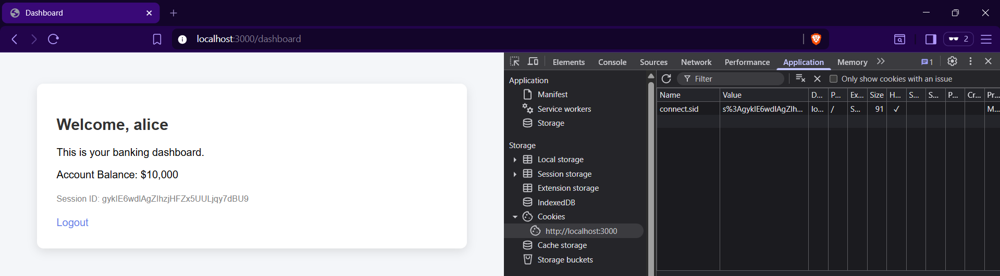 Dashboard
localhost:3000/dashboard
2
Welcome, alice
This is your banking dashboard.
Account Balance: $10,000
Session ID: gyklE6wdlAgZIhzjHFZx5UULjqy7dBU9
Logout
Elements Console Sources Network Performance Application Memory 1
Application
Manifest
Service workers
Storage
Storage
Local storage
Session storage
Extension storage
IndexedDB
Cookies
http://localhost:3000
Cache storage
Storage buckets
Filter Only show cookies with an issue
Name Value D... P... Ex... Size H... S... S... P... Cr... Pr...
connect.sid s%3AgyklE6wdlAgZIh... lo... / S... 91 ✓ M...